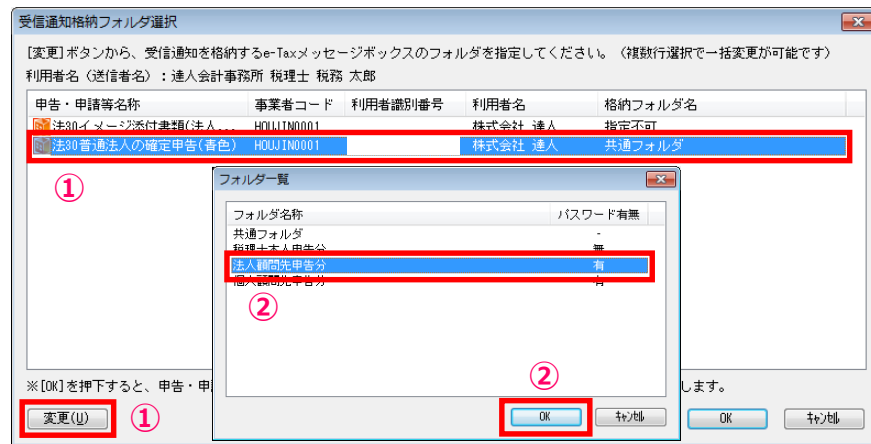 受信通知格納フォルダ選択
[変更]ボタンから、受信通知を格納するe-Taxメッセージボックスのフォルダを指定してください。（複数行選択で一括変更が可能です）
利用者名（送信者名）：達人会計事務所 税理士 税務 太郎
申告・申請等名称 事業者コード 利用者識別番号 利用者名 格納フォルダ名
法30イメージ添付書類(法人... HOUJIN0001 株式会社 達人 指定不可
法30普通法人の確定申告(青色) HOUJIN0001 株式会社 達人 共通フォルダ
①
フォルダ一覧
フォルダ名称 パスワード有無
共通フォルダ -
税理士本人申告分 無
法人顧問先申告分 有
個人顧問先申告分 有
②
②
OK ｷｬﾝｾﾙ
※[OK]を押下すると、申告・申 します。
変更(U) ① OK ｷｬﾝｾﾙ